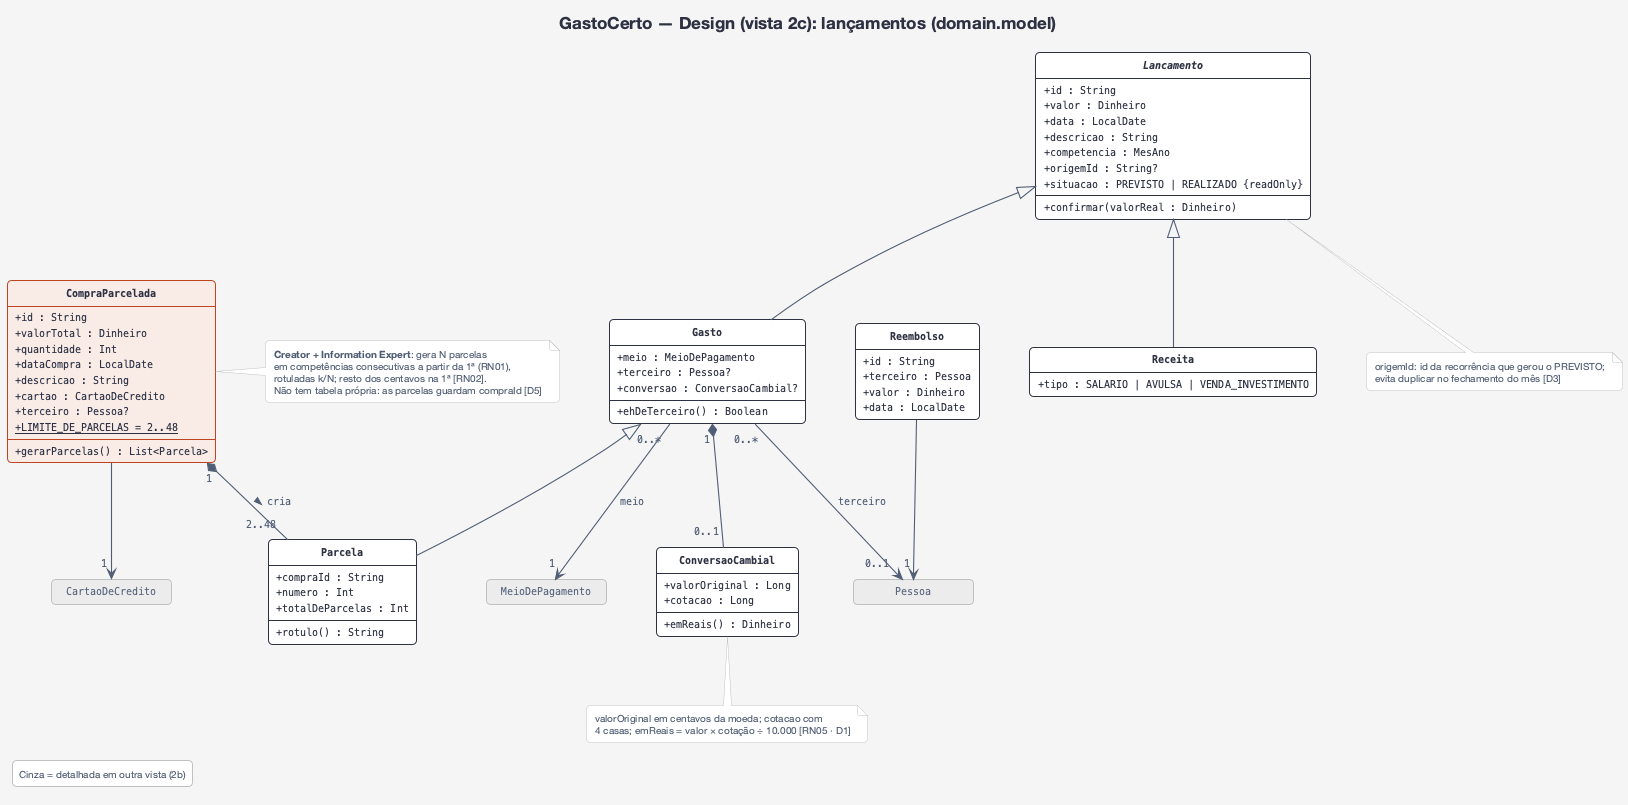 GastoCerto — Design (vista 2c): lançamentos (domain.model)
Lancamento
+id : String
+valor : Dinheiro
+data : LocalDate
+descricao : String
+competencia : MesAno
+origemId : String?
+situacao : PREVISTO | REALIZADO {readOnly}
+confirmar(valorReal : Dinheiro)
CompraParcelada
+id : String
+valorTotal : Dinheiro
+quantidade : Int
+dataCompra : LocalDate
+descricao : String
+cartao : CartaoDeCredito
+terceiro : Pessoa?
+LIMITE_DE_PARCELAS = 2..48
+gerarParcelas() : List<Parcela>
Creator + Information Expert: gera N parcelas
em competências consecutivas a partir da 1ª (RN01),
rotuladas k/N; resto dos centavos na 1ª [RN02].
Não tem tabela própria: as parcelas guardam compraId [D5]
Gasto
+meio : MeioDePagamento
+terceiro : Pessoa?
+conversao : ConversaoCambial?
+ehDeTerceiro() : Boolean
Reembolso
+id : String
+terceiro : Pessoa
+valor : Dinheiro
+data : LocalDate
Receita
+tipo : SALARIO | AVULSA | VENDA_INVESTIMENTO
origemId: id da recorrência que gerou o PREVISTO;
evita duplicar no fechamento do mês [D3]
0..*
1
0..*
1
cria
2..48
meio
terceiro
0..1
1
1
0..1
1
CartaoDeCredito
Parcela
+compraId : String
+numero : Int
+totalDeParcelas : Int
+rotulo() : String
MeioDePagamento
ConversaoCambial
+valorOriginal : Long
+cotacao : Long
+emReais() : Dinheiro
Pessoa
valorOriginal em centavos da moeda; cotacao com
4 casas; emReais = valor × cotação ÷ 10.000 [RN05 · D1]
Cinza = detalhada em outra vista (2b)